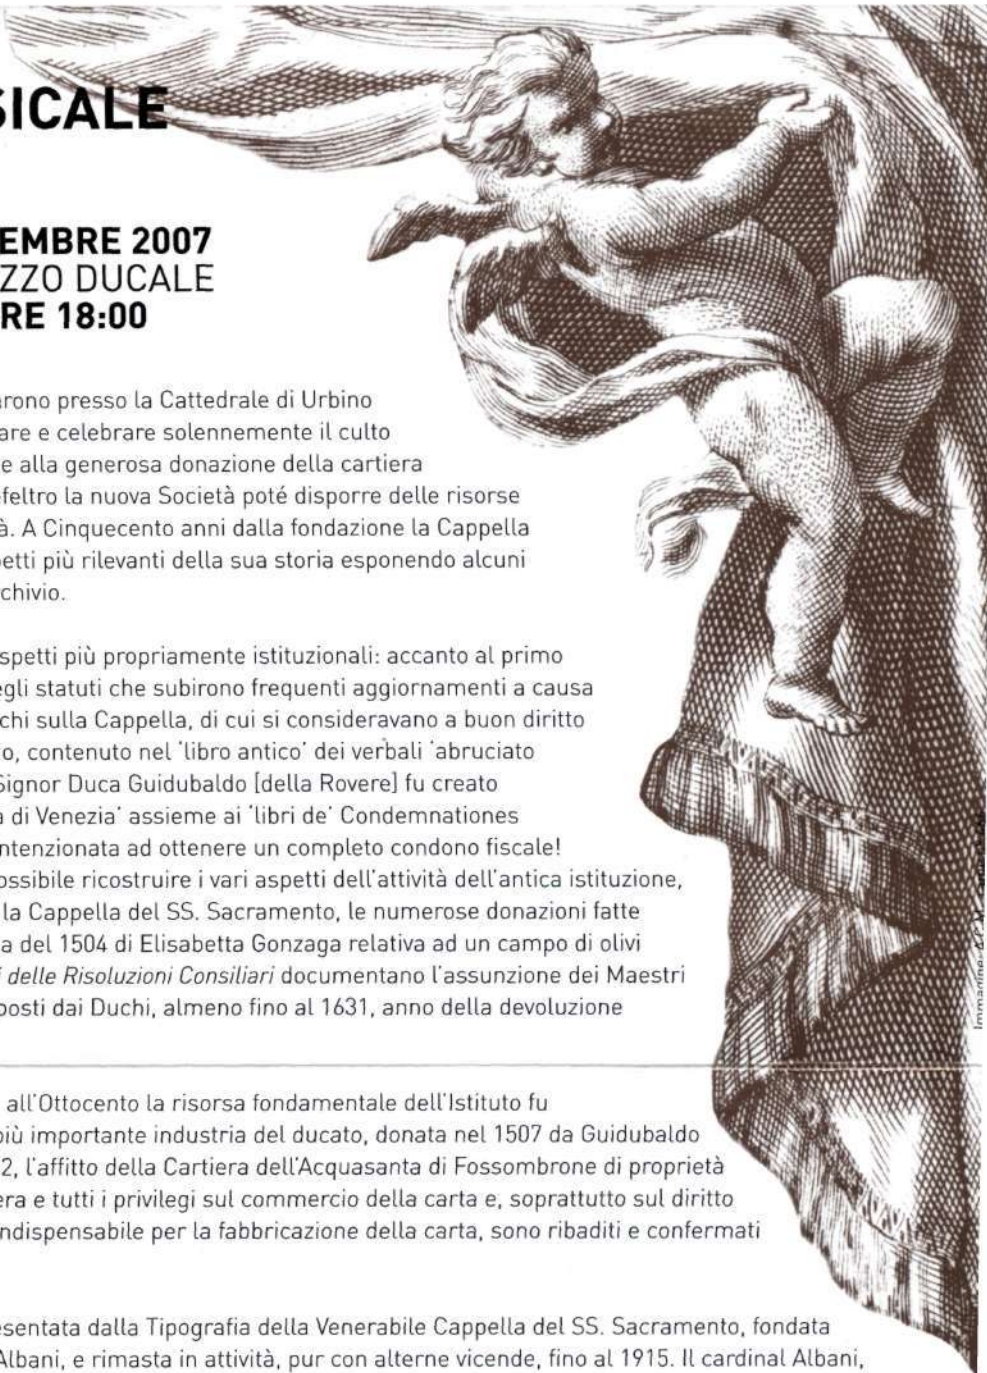 SICALE
EMBRE 2007
ZZO DUCALE
RE 18:00
arono presso la Cattedrale di Urbino
are e celebrare solennemente il culto
e alla generosa donazione della cartiera
feltro la nuova Società poté disporre delle risorse
à. A Cinquecento anni dalla fondazione la Cappella
petti più rilevanti della sua storia esponendo alcuni
chivio.
spetti più propriamente istituzionali: accanto al primo
egli statuti che subirono frequenti aggiornamenti a causa
chi sulla Cappella, di cui si consideravano a buon diritto
o, contenuto nel 'libro antico' dei verbali 'abruciato
Signor Duca Guidubaldo [della Rovere] fu creato
a di Venezia' assieme ai 'libri de' Condemnationes
ntenzionata ad ottenere un completo condono fiscale!
ossibile ricostruire i vari aspetti dell'attività dell'antica istituzione,
la Cappella del SS. Sacramento, le numerose donazioni fatte
a del 1504 di Elisabetta Gonzaga relativa ad un campo di olivi
i delle Risoluzioni Consiliari documentano l'assunzione dei Maestri
posti dai Duchi, almeno fino al 1631, anno della devoluzione
all'Ottocento la risorsa fondamentale dell'Istituto fu
più importante industria del ducato, donata nel 1507 da Guidubaldo
2, l'affitto della Cartiera dell'Acquasanta di Fossombrone di proprietà
era e tutti i privilegi sul commercio della carta e, soprattutto sul diritto
ndispensabile per la fabbricazione della carta, sono ribaditi e confermati
esentata dalla Tipografia della Venerabile Cappella del SS. Sacramento, fondata
Albani, e rimasta in attività, pur con alterne vicende, fino al 1915. Il cardinal Albani,
Immagine: